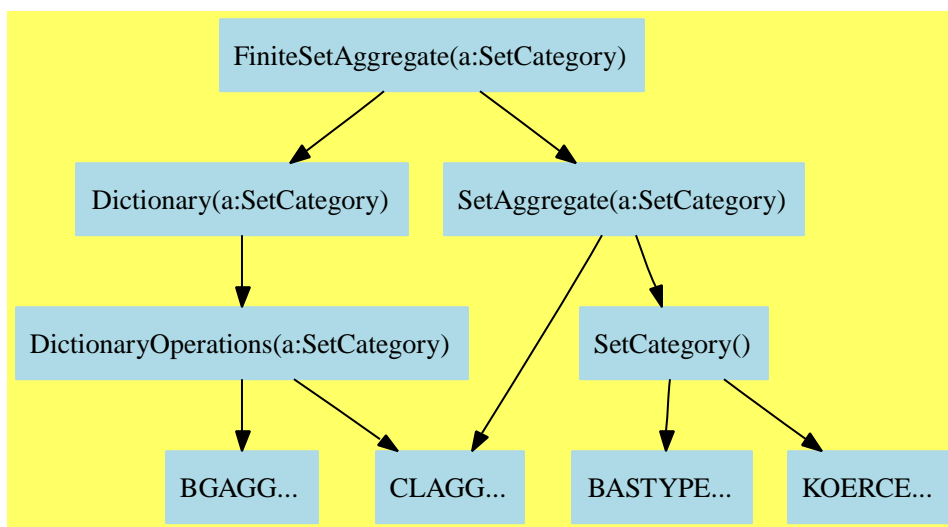 FiniteSetAggregate(a:SetCategory)
Dictionary(a:SetCategory)
SetAggregate(a:SetCategory)
DictionaryOperations(a:SetCategory)
SetCategory()
BGAGG...
CLAGG...
BASTYPE...
KOERCE...